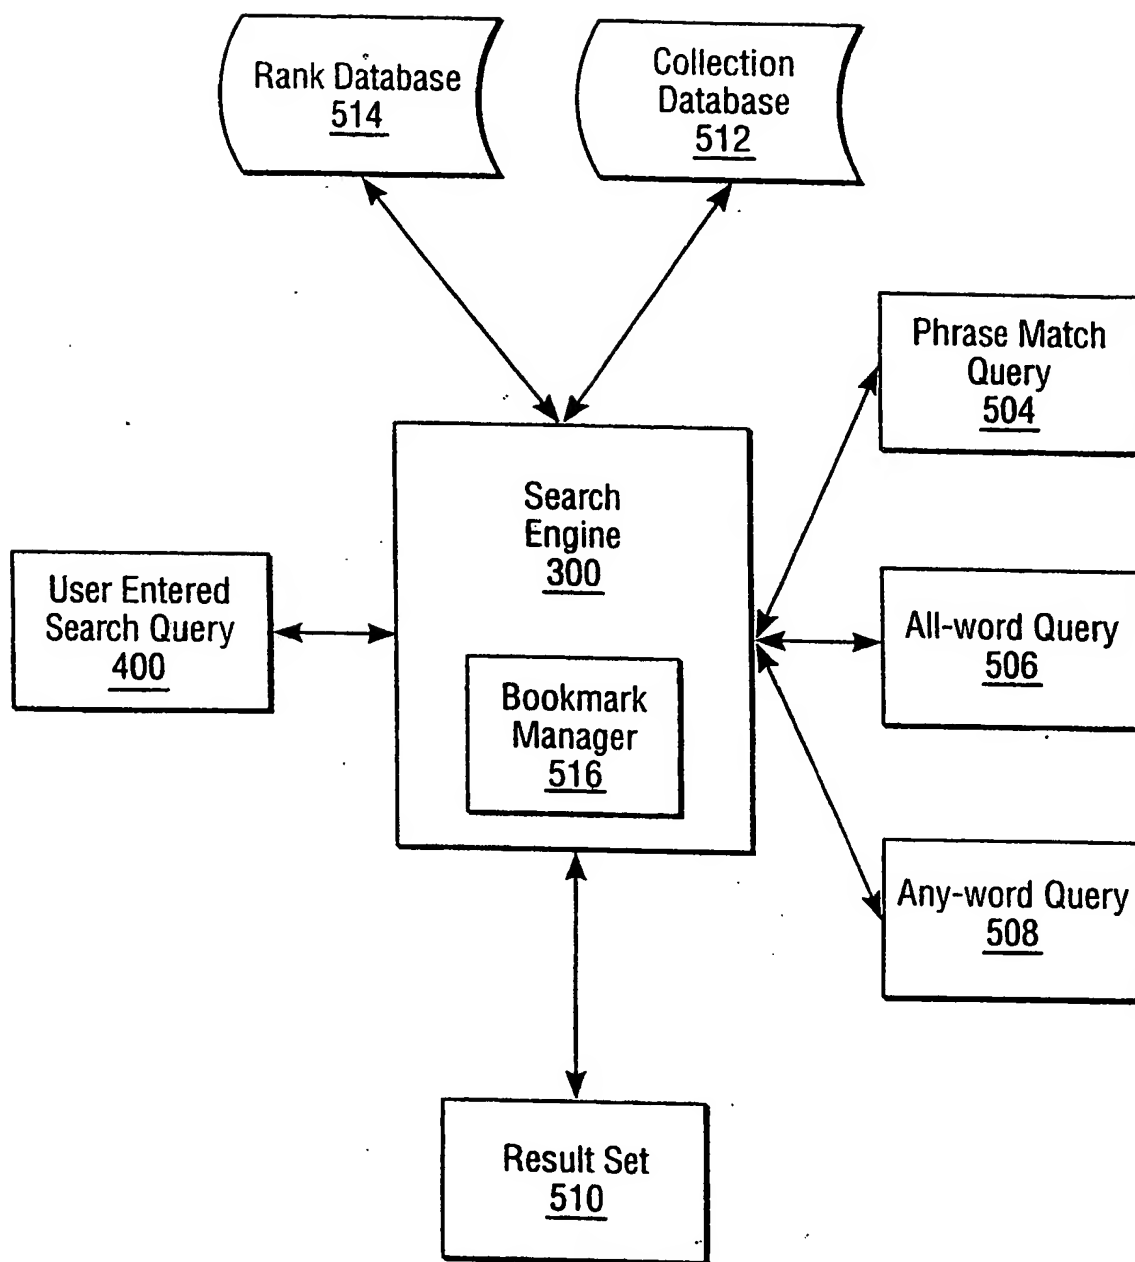 Rank Database
514
Collection
Database
512
Phrase Match
Query
504
Search
Engine
300
User Entered
Search Query
400
All-word Query
506
Bookmark
Manager
516
Any-word Query
508
Result Set
510